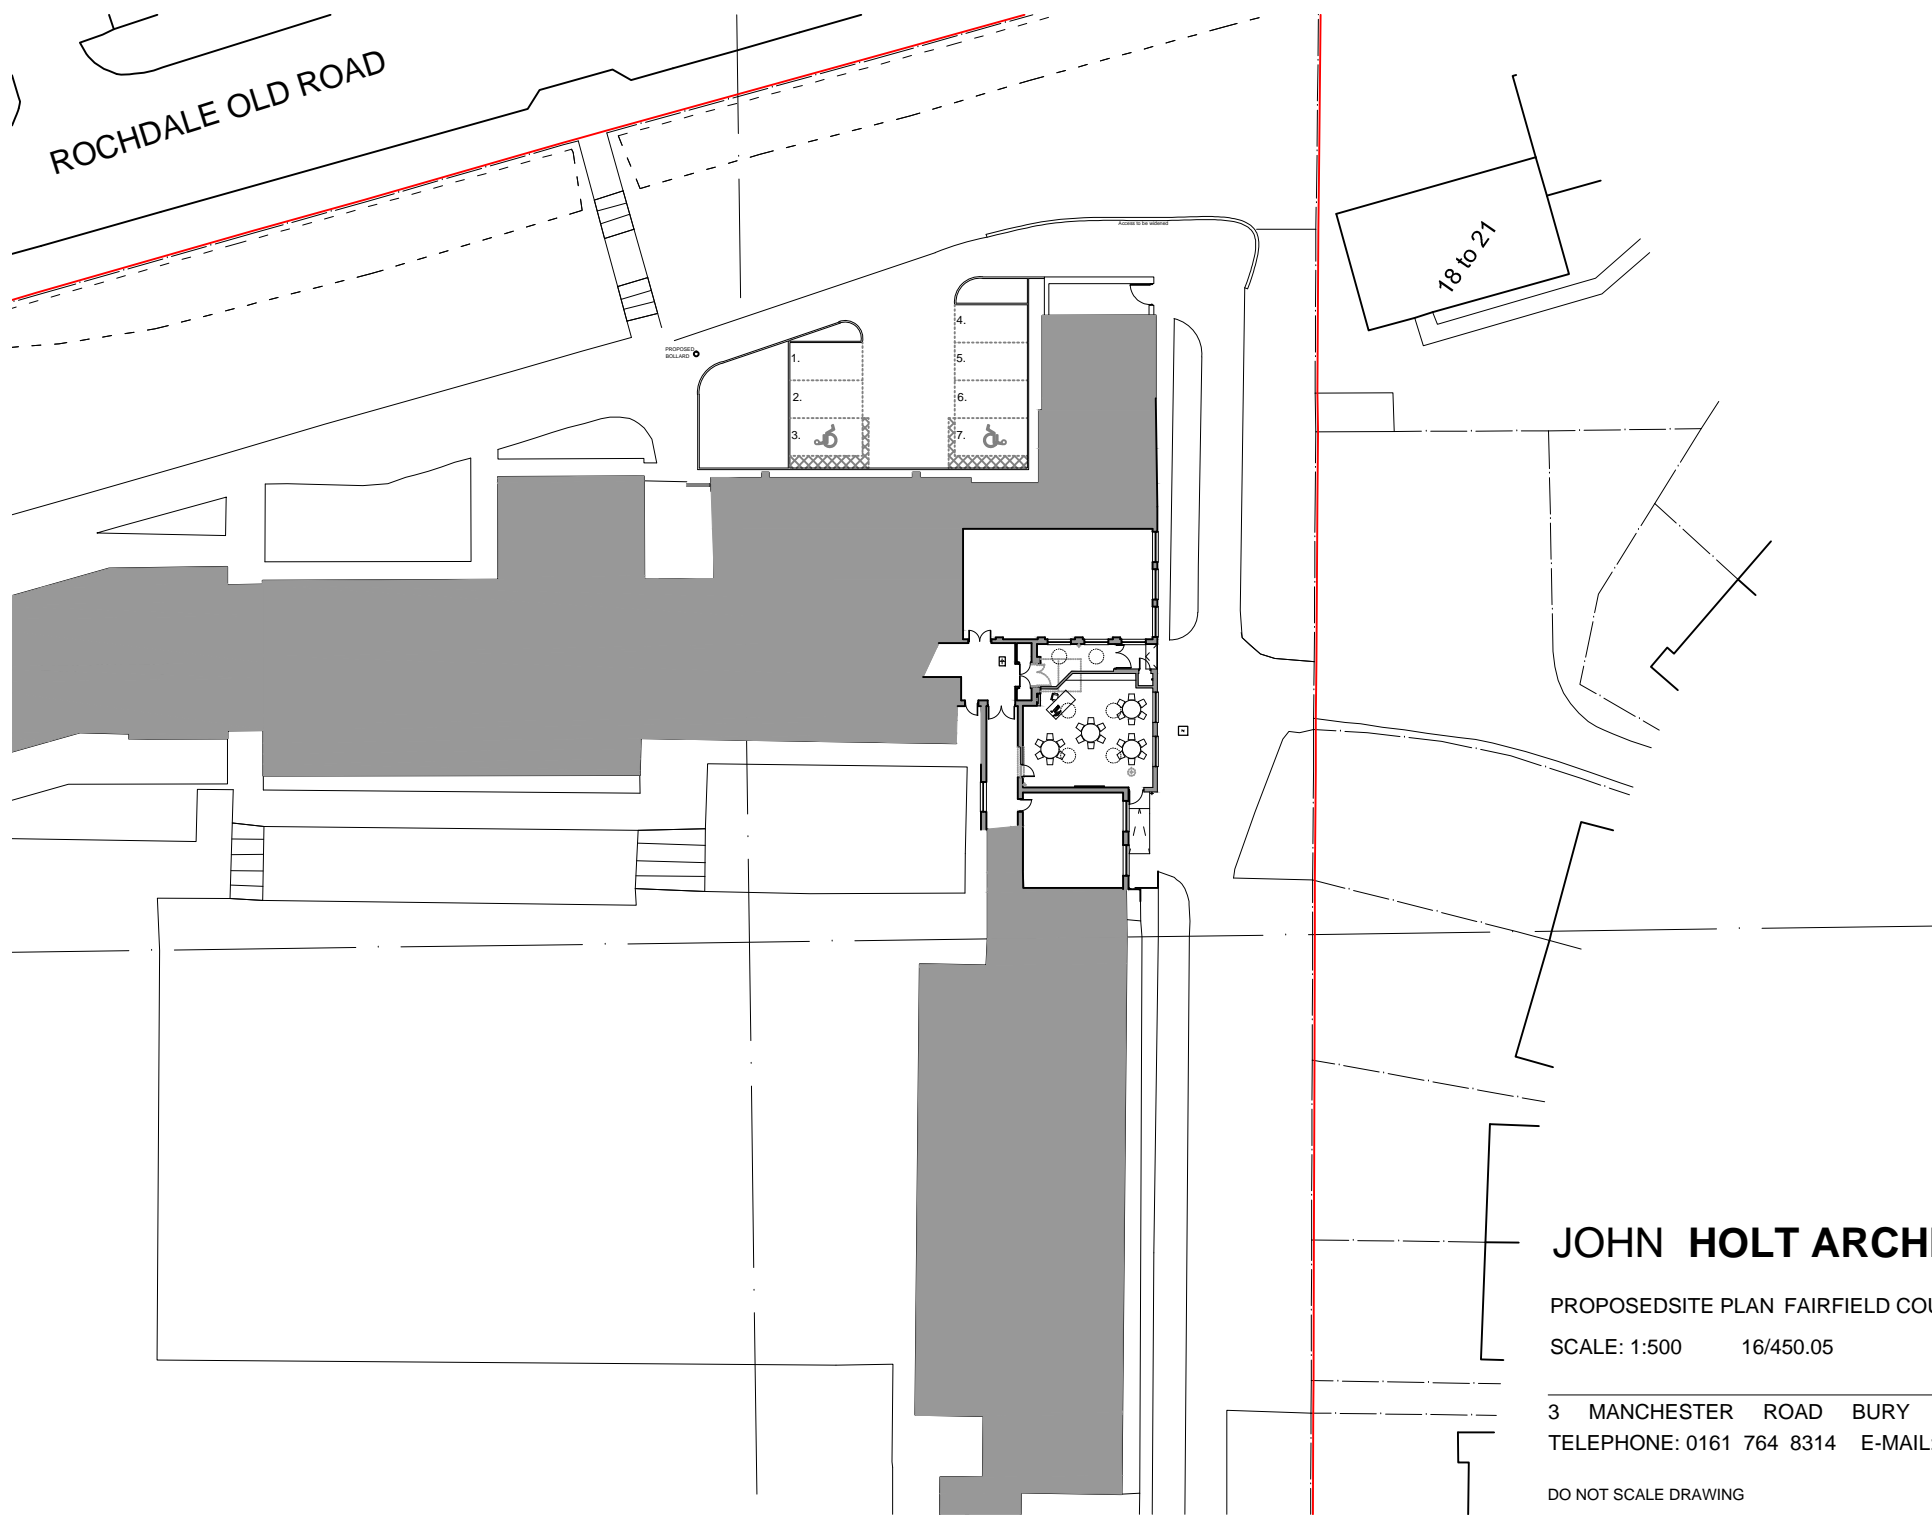 ROCHDALE OLD ROAD
Access to be widened
18 to 21
PROPOSED
BOLLARD
1.
2.
3.
4.
5.
6.
7.
JOHN HOLT ARCHI
PROPOSEDSITE PLAN FAIRFIELD COU
SCALE: 1:500 16/450.05
3 MANCHESTER ROAD BURY
TELEPHONE: 0161 764 8314 E-MAIL:
DO NOT SCALE DRAWING